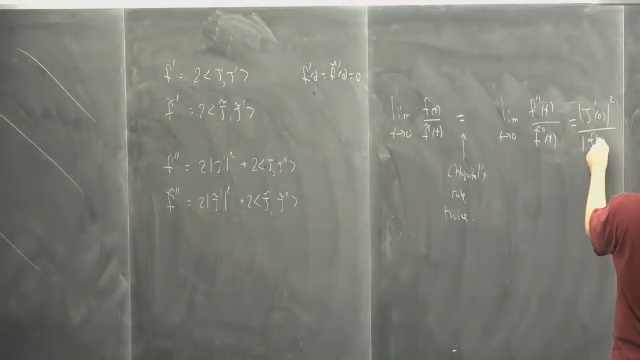 f' = 2<J, J'>
f'(0) = f̃'(0) = 0
f̃' = 2<J̃, J̃'>
f'' = 2|J'|² + 2<J, J''>
f̃'' = 2|J̃'|² + 2<J̃, J̃''>
lim t→0 f(t)/f̃(t) = lim t→0 f''(t)/f̃''(t) = |J'(0)|²
L'Hôpital's
rule
twice